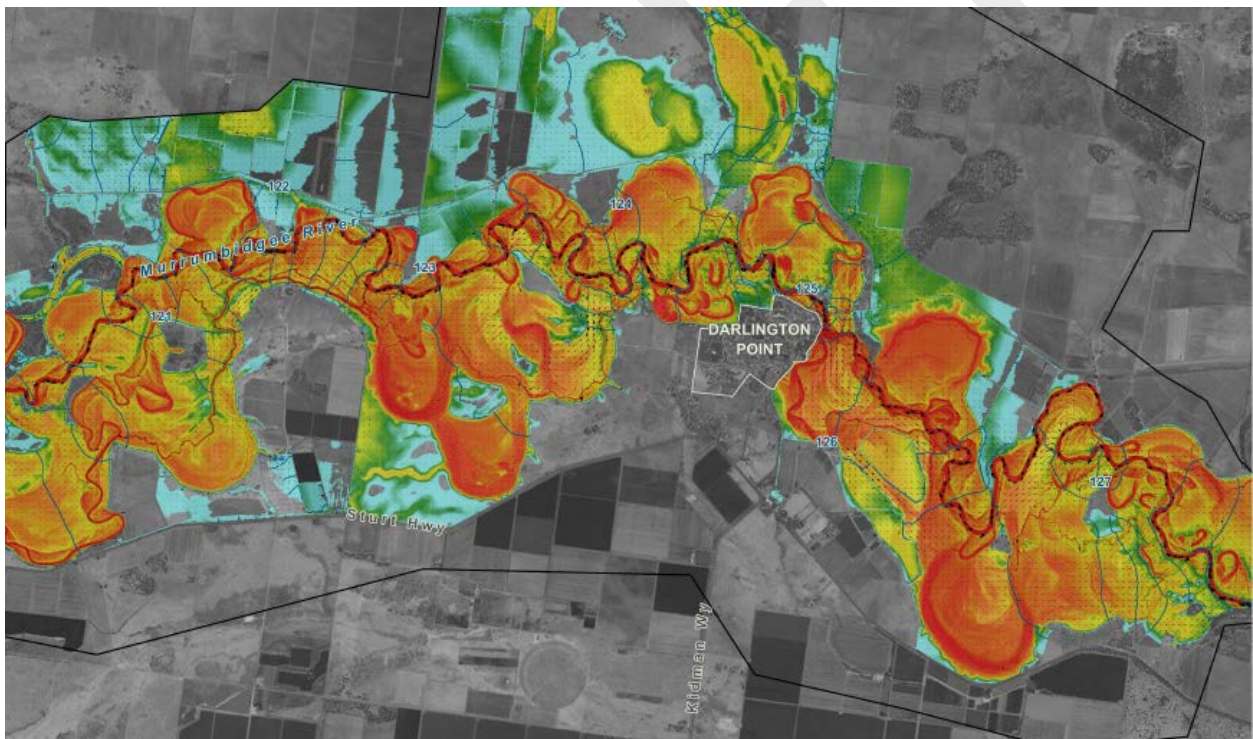 122
124
Murrumbidgee River
123
125
121
DARLINGTON
POINT
126
127
Sturt Hwy
Kidman Wy